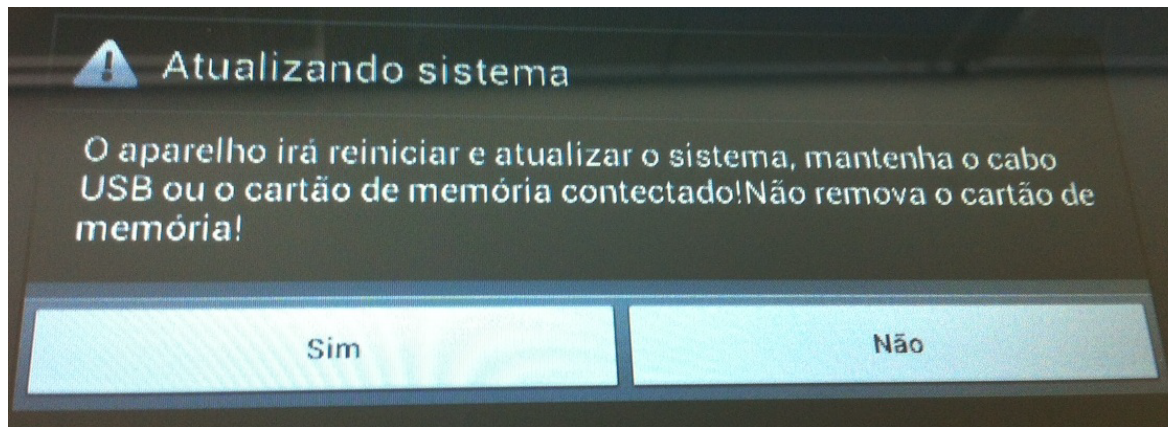 Atualizando sistema
O aparelho irá reiniciar e atualizar o sistema, mantenha o cabo
USB ou o cartão de memória contectado!Não remova o cartão de
memória!
Sim
Não